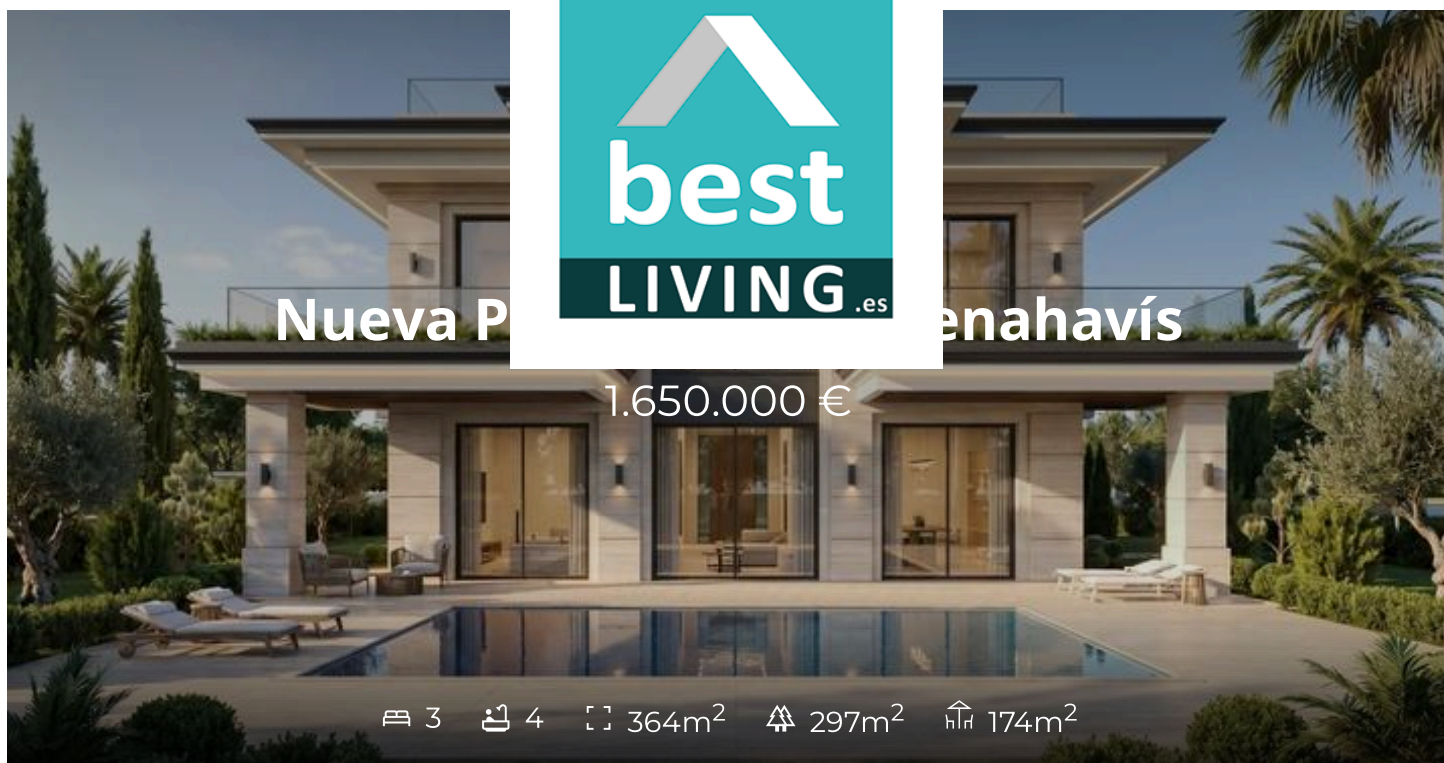 best
LIVING.es
Nueva P enahavís
1.650.000 €
3 4 364m² 297m² 174m²